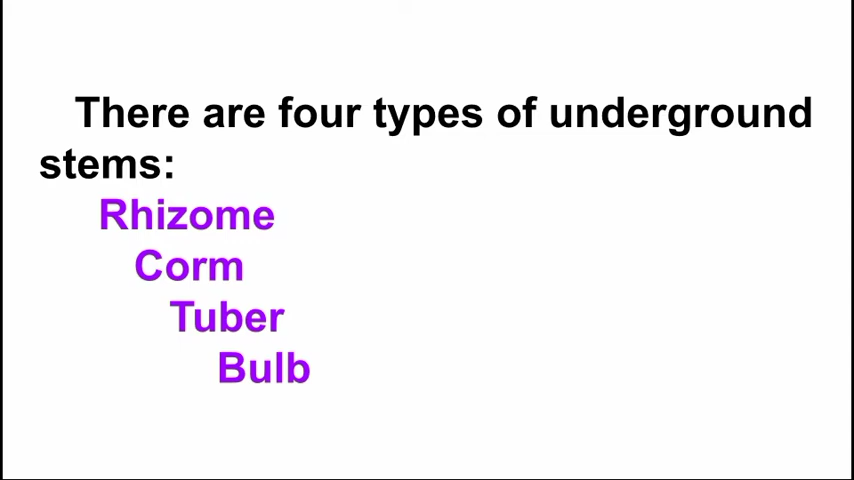 There are four types of underground
stems:
Rhizome
Corm
Tuber
Bulb